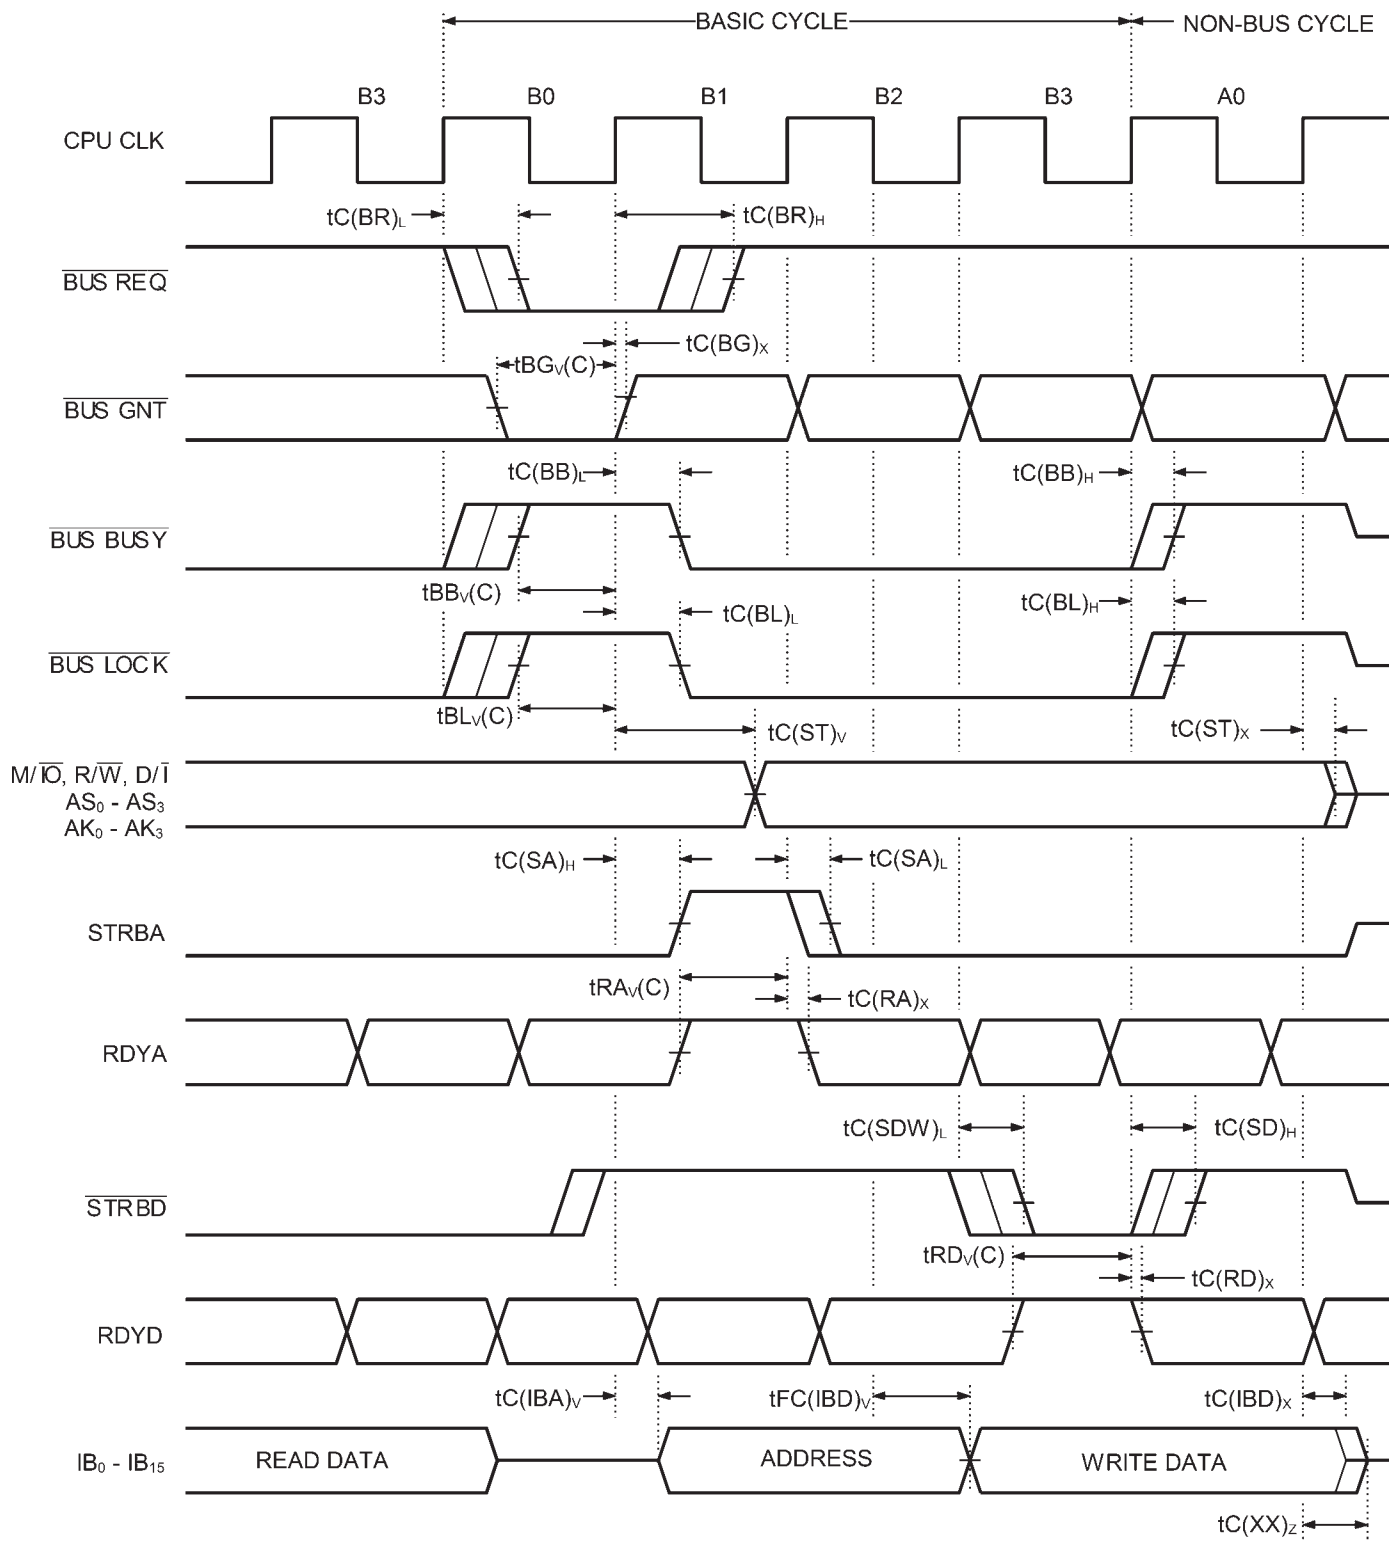 BASIC CYCLE NON-BUS CYCLE
B3 B0 B1 B2 B3 A0
CPU CLK
tC(BR)L tC(BR)H
BUS REQ
tC(BG)X
tBGV(C)
BUS GNT
tC(BB)L tC(BB)H
BUS BUSY
tBBV(C)
tC(BL)L tC(BL)H
BUS LOCK
tBLV(C)
tC(ST)V tC(ST)X
M/IO, R/W, D/I
AS0 - AS3
AK0 - AK3
tC(SA)H tC(SA)L
STRBA
tRAV(C)
tC(RA)X
RDYA
tC(SDW)L tC(SD)H
STRBD
tRDV(C)
tC(RD)X
RDYD
tC(IBA)V tFC(IBD)V tC(IBD)X
IB0 - IB15 READ DATA ADDRESS WRITE DATA
tC(XX)Z